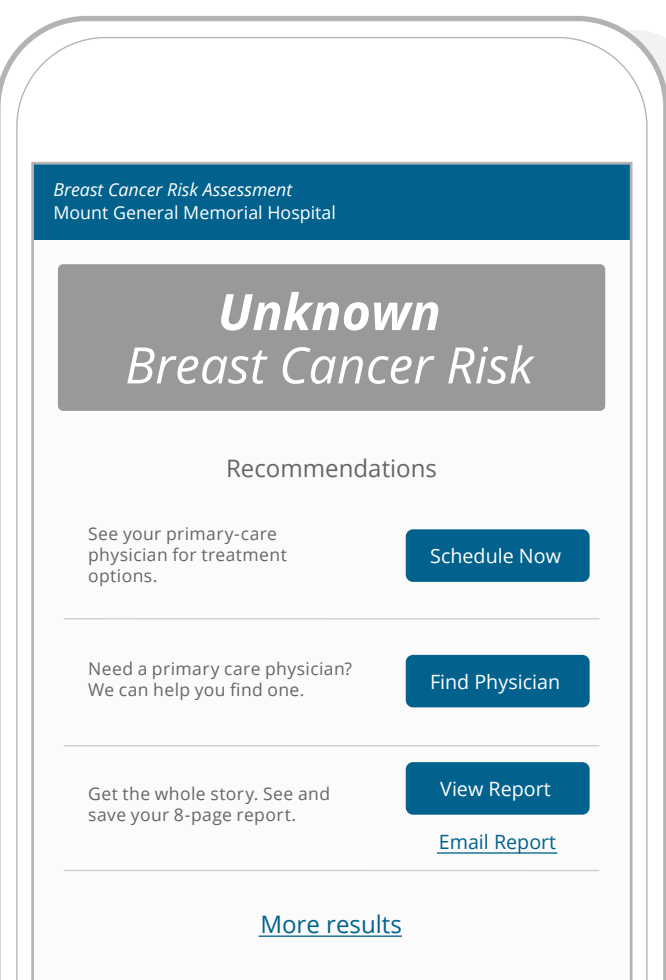 Breast Cancer Risk Assessment
Mount General Memorial Hospital
Unknown
Breast Cancer Risk
Recommendations
See your primary-care
physician for treatment
options.
Schedule Now
Need a primary care physician?
We can help you find one.
Find Physician
Get the whole story. See and
save your 8-page report.
View Report
Email Report
More results